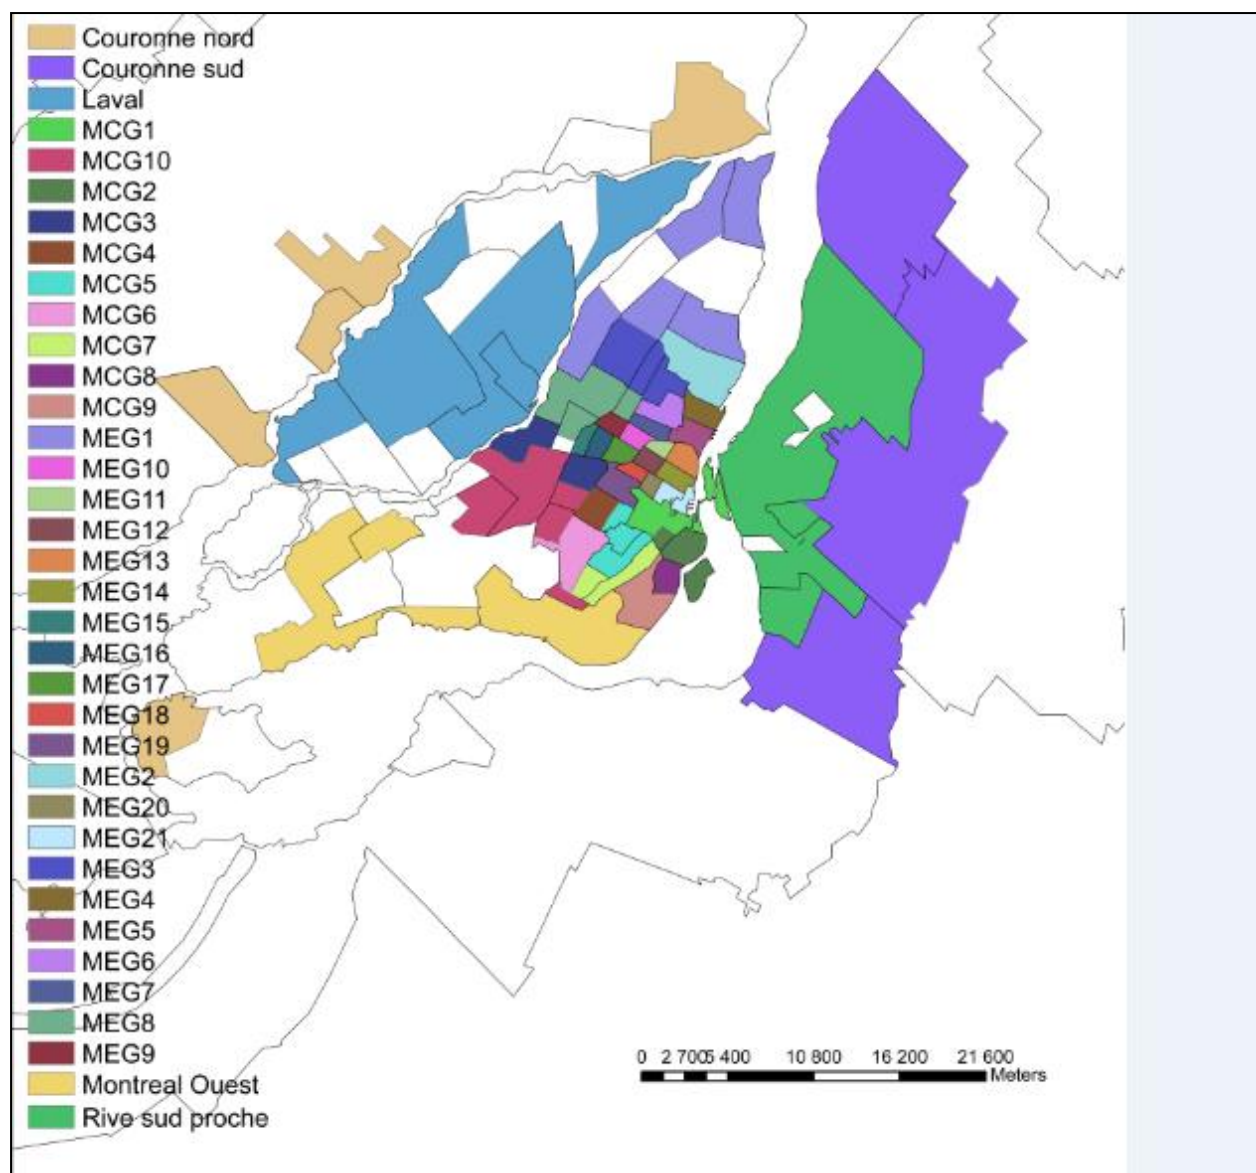 Couronne nord
Couronne sud
Laval
MCG1
MCG10
MCG2
MCG3
MCG4
MCG5
MCG6
MCG7
MCG8
MCG9
MEG1
MEG10
MEG11
MEG12
MEG13
MEG14
MEG15
MEG16
MEG17
MEG18
MEG19
MEG2
MEG20
MEG21
MEG3
MEG4
MEG5
MEG6
MEG7
MEG8
MEG9
Montreal Ouest
Rive sud proche
0 2 700 5 400 10 800 16 200 21 600
Meters